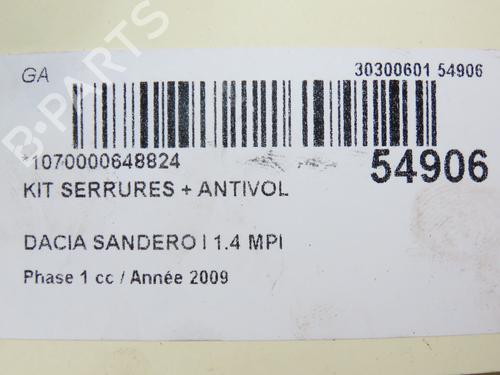 GA
30300601 54906
*1070000648824
54906
KIT SERRURES + ANTIVOL
DACIA SANDERO I 1.4 MPI
Phase 1 cc / Année 2009
B-PARTS